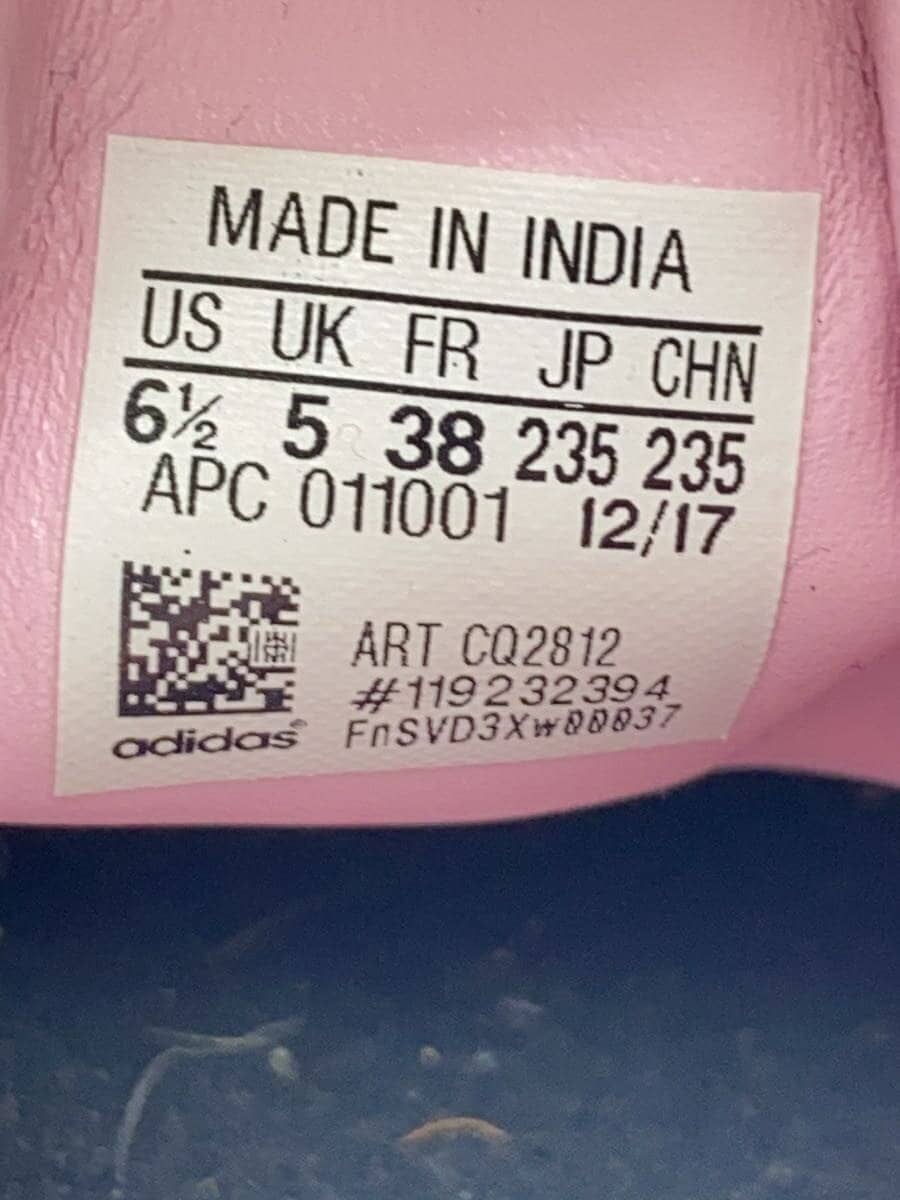 MADE IN INDIA
US UK FR JP CHN
6½ 5 38 235 235
APC 011001 12/17
ART CQ2812
#119232394
adidas® FnSVD3Xw00037